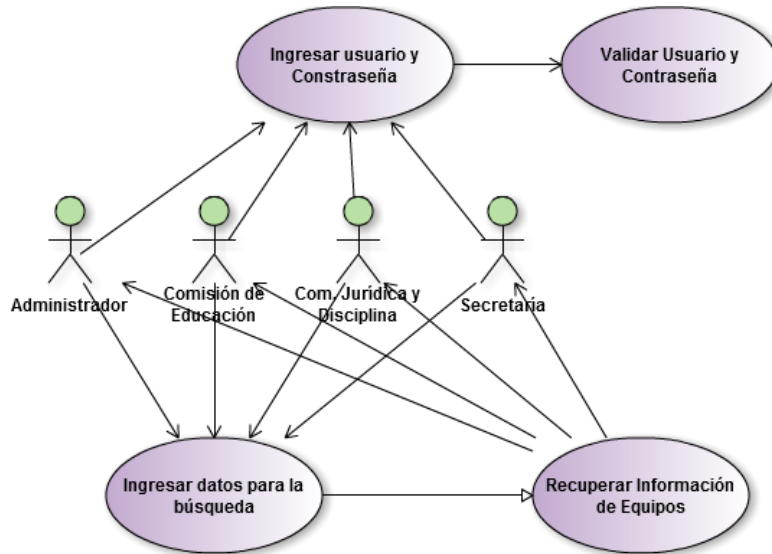 Ingresar usuario y
Constraseña
Validar Usuario y
Contraseña
Administrador
Comisión de
Educación
Com. Jurídica y
Disciplina
Secretaria
Ingresar datos para la
búsqueda
Recuperar Información
de Equipos